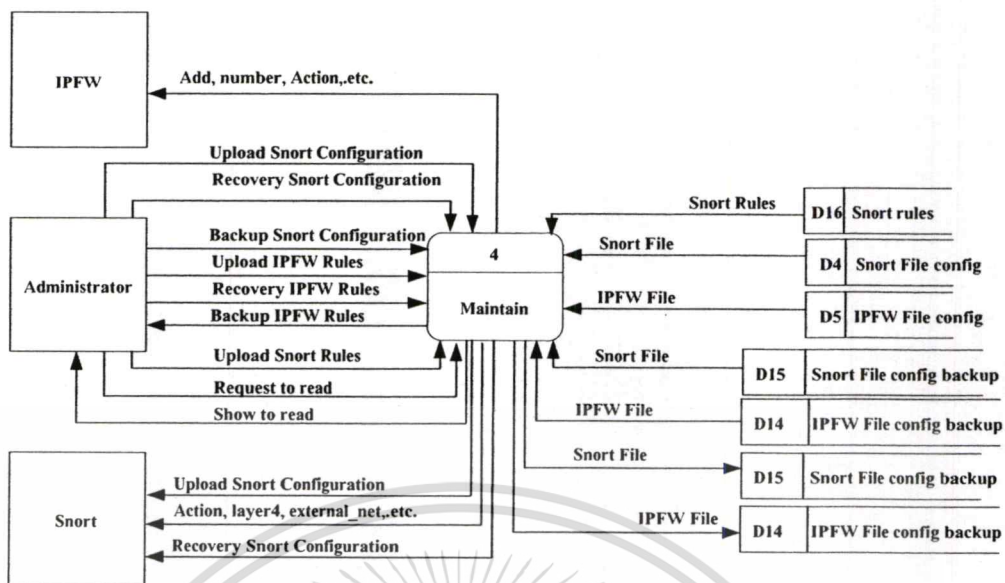 IPFW
Add, number, Action,.etc.
Upload Snort Configuration
Recovery Snort Configuration
Administrator
Backup Snort Configuration
Upload IPFW Rules
Recovery IPFW Rules
Backup IPFW Rules
Upload Snort Rules
Request to read
Show to read
4
Maintain
Snort Rules
D16 Snort rules
Snort File
D4 Snort File config
IPFW File
D5 IPFW File config
Snort File
D15 Snort File config backup
IPFW File
D14 IPFW File config backup
Snort File
D15 Snort File config backup
IPFW File
D14 IPFW File config backup
Snort
Upload Snort Configuration
Action, layer4, external_net,.etc.
Recovery Snort Configuration